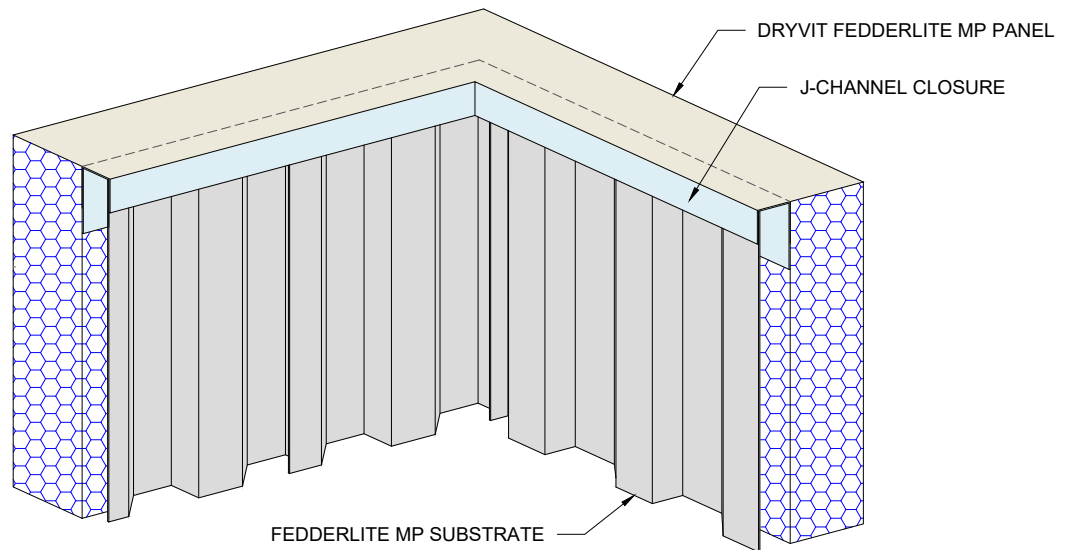 DRYVIT FEDDERLITE MP PANEL
J-CHANNEL CLOSURE
FEDDERLITE MP SUBSTRATE